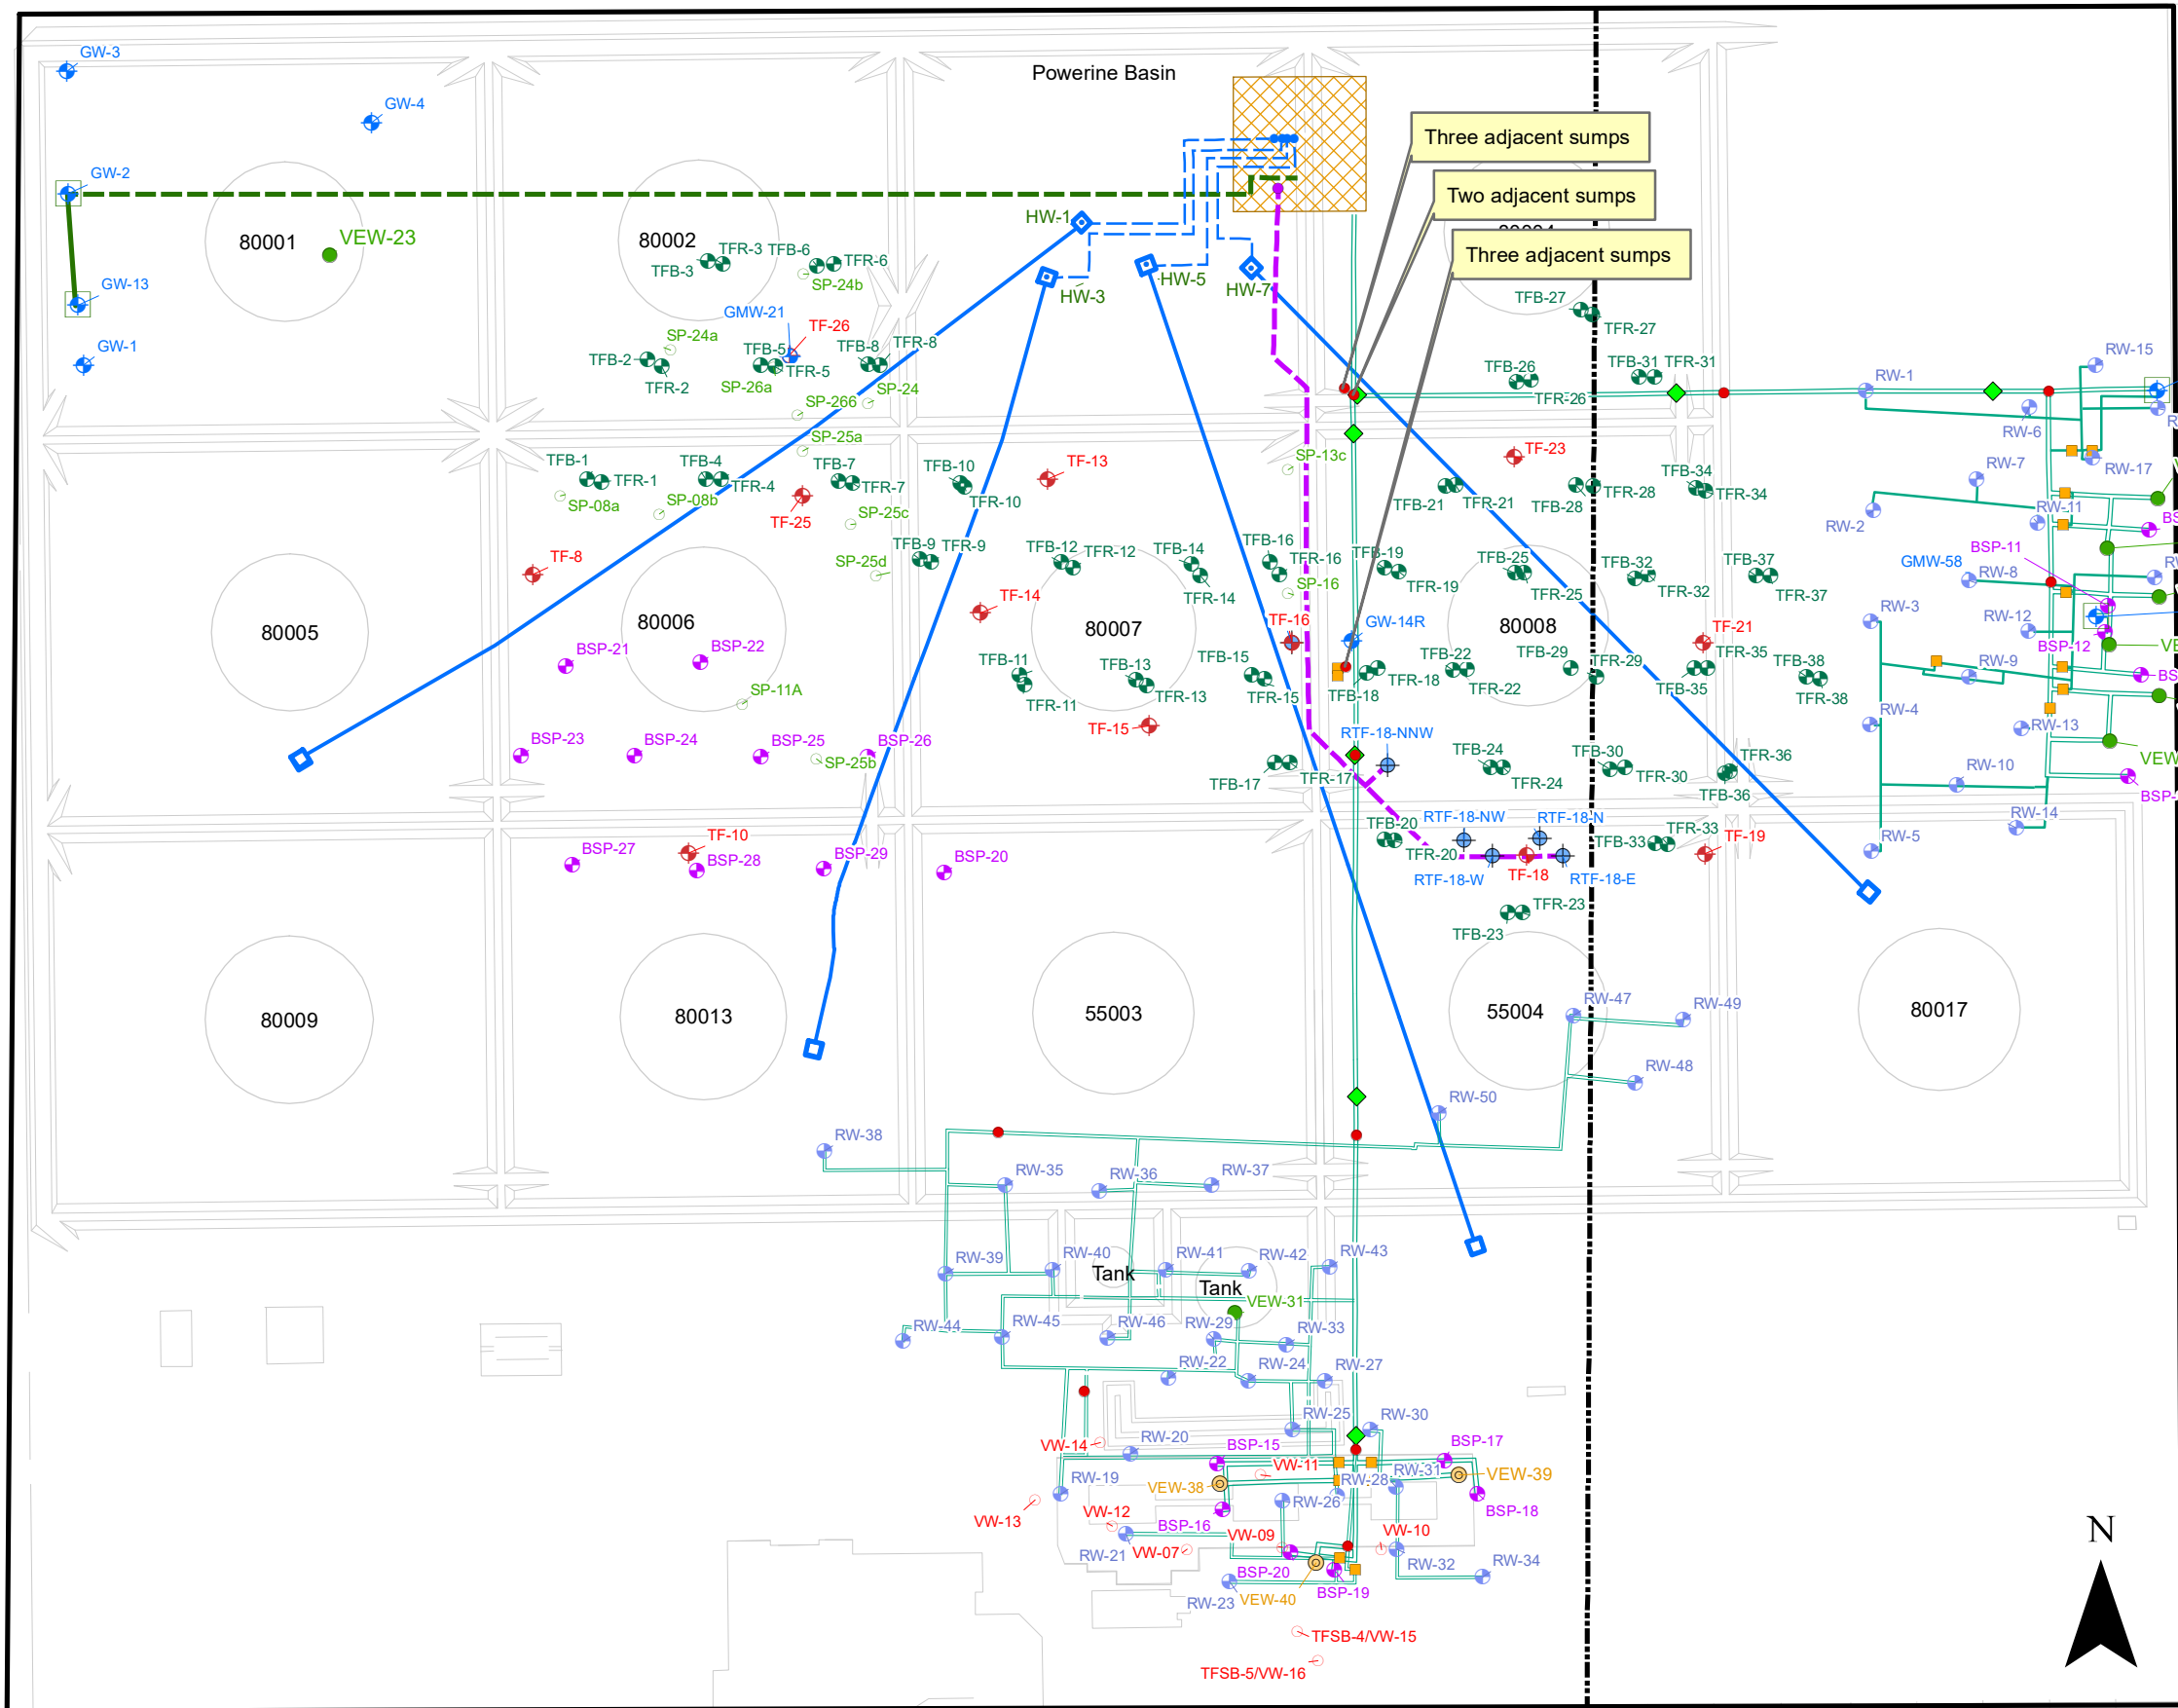 Powerine Basin
GW-3
GW-4
GW-2
GW-13
GW-1
80001
VEW-23
80002
TFB-3
TFR-3
TFB-6
TFR-6
SP-24b
GMW-21
TF-26
SP-24a
TFB-2
TFR-2
TFB-5
TFR-5
SP-26a
TFB-8
TFR-8
SP-24
SP-266
SP-25a
HW-1
HW-3
HW-5
HW-7
Three adjacent sumps
Two adjacent sumps
Three adjacent sumps
TFB-27
TFR-27
TFB-26
TFR-26
TFB-31
TFR-31
RW-1
RW-15
RW-6
RW-17
RW-7
RW-2
RW-11
BSP-11
GMW-58
RW-8
RW-3
RW-12
BSP-12
RW-9
RW-4
RW-13
RW-10
RW-14
RW-5
TFB-1
TFR-1
SP-08a
TFB-4
TFR-4
SP-08b
TFB-7
TFR-7
TF-25
SP-25c
TFB-10
TFR-10
TF-13
SP-13c
TF-23
TFB-21
TFR-21
TFB-28
TFR-28
TFB-34
TFR-34
TF-8
SP-25d
TFB-9
TFR-9
TFB-12
TFR-12
TFB-14
TFR-14
TFB-16
TFR-16
SP-16
TFB-19
TFR-19
TFB-25
TFR-25
TFB-32
TFR-32
TFB-37
TFR-37
80005
80006
80007
80008
TF-14
TF-16
GW-14R
TF-21
BSP-21
BSP-22
SP-11A
TFB-11
TFR-11
TFB-13
TFR-13
TFB-15
TFR-15
TFB-18
TFR-18
TFB-22
TFR-22
TFB-29
TFR-29
TFR-35
TFB-35
TFB-38
TFR-38
TF-15
BSP-23
BSP-24
BSP-25
SP-25b
BSP-26
RTF-18-NNW
TFB-17
TFR-17
TFB-24
TFR-24
TFB-30
TFR-30
TFR-36
TFB-36
TF-10
BSP-27
BSP-28
BSP-29
BSP-20
TFB-20
TFR-20
RTF-18-NW
RTF-18-N
RTF-18-W
TF-18
RTF-18-E
TFB-33
TFR-33
TF-19
TFB-23
TFR-23
80009
80013
55003
55004
80017
RW-47
RW-49
RW-48
RW-50
RW-38
RW-35
RW-36
RW-37
RW-39
RW-40
RW-41
RW-42
RW-43
Tank
Tank
VEW-31
RW-44
RW-45
RW-46
RW-29
RW-33
RW-22
RW-24
RW-27
RW-25
RW-30
VW-14
RW-20
BSP-15
VW-11
BSP-17
RW-19
VEW-38
RW-28
RW-31
VEW-39
VW-13
VW-12
BSP-16
RW-26
BSP-18
RW-21
VW-07
VW-09
VW-10
RW-32
RW-34
BSP-20
BSP-19
RW-23
VEW-40
TFSB-4/VW-15
TFSB-5/VW-16
N